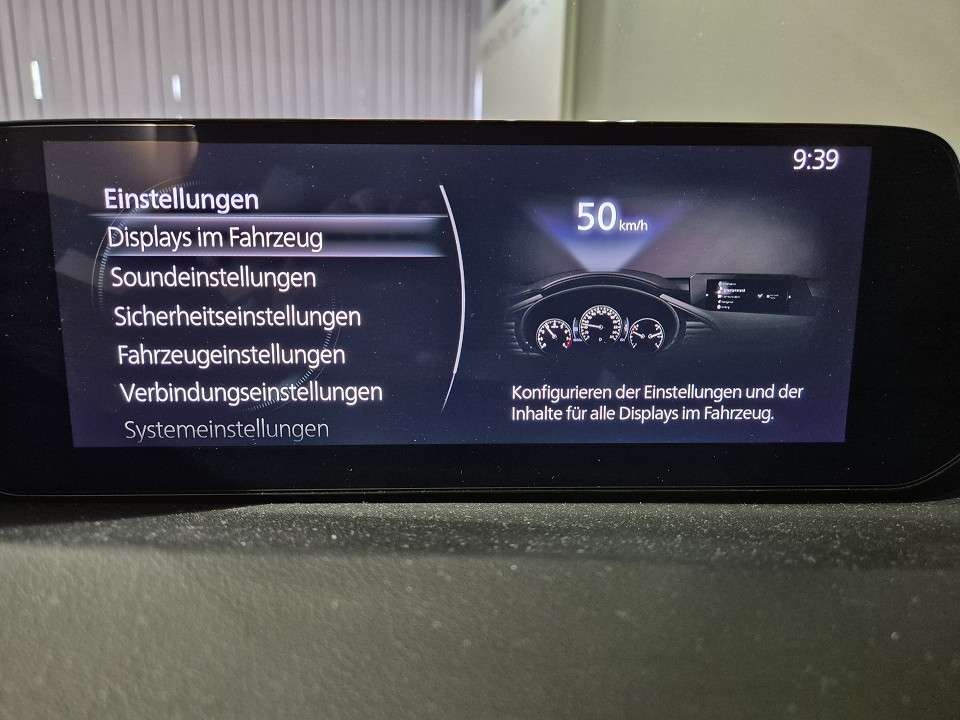 9:39
Einstellungen
Displays im Fahrzeug
Soundeinstellungen
Sicherheitseinstellungen
Fahrzeugeinstellungen
Verbindungseinstellungen
Systemeinstellungen
50 km/h
Konfigurieren der Einstellungen und der
Inhalte für alle Displays im Fahrzeug.